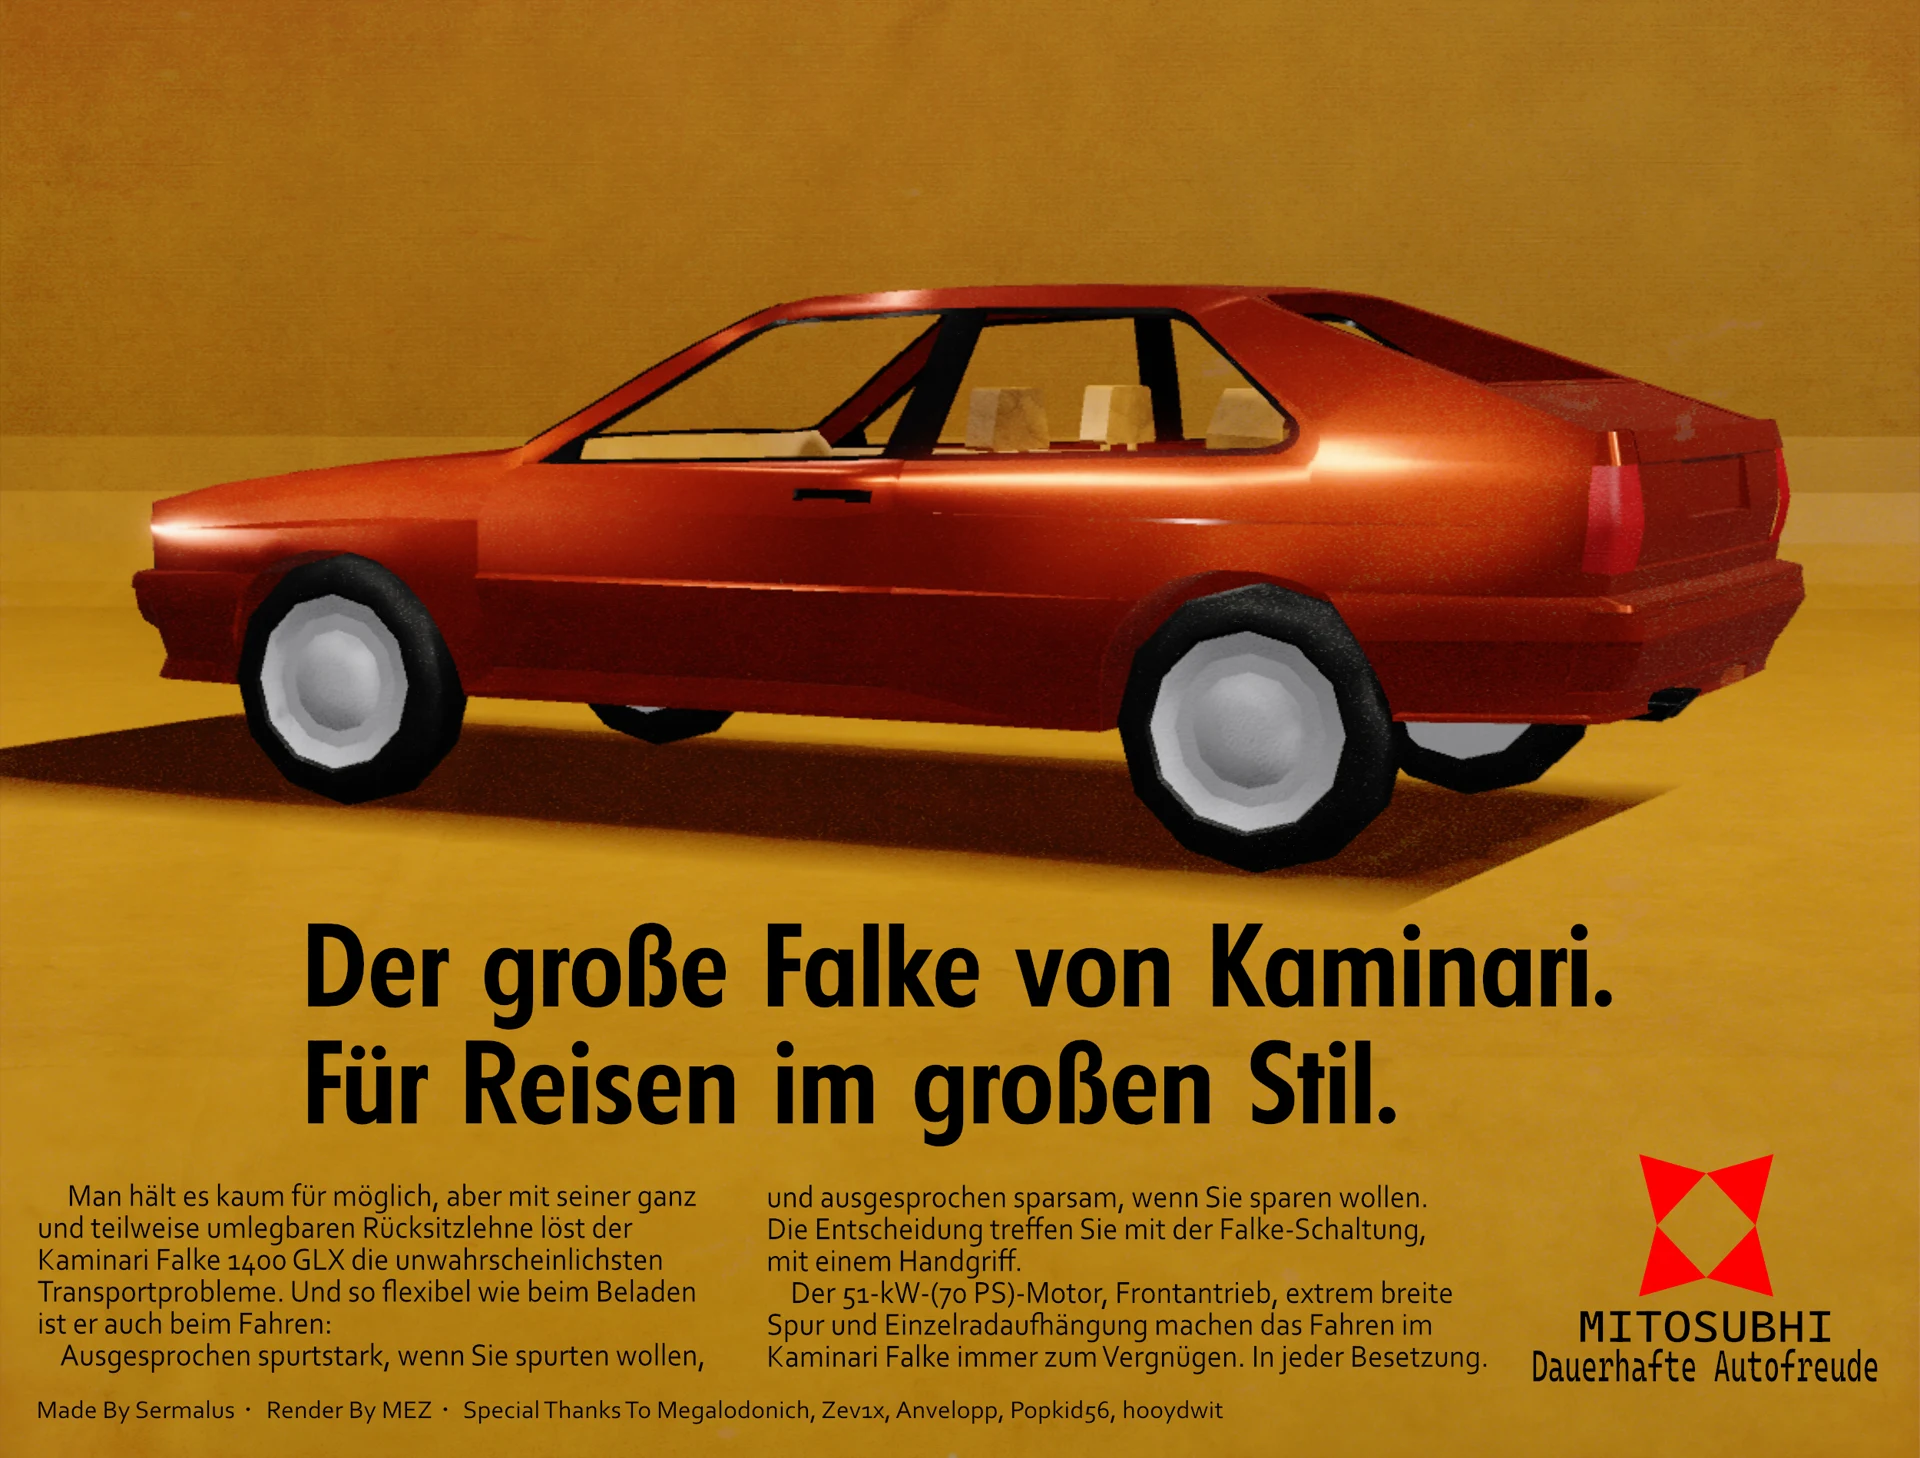 Der große Falke von Kaminari.
Für Reisen im großen Stil.
Man hält es kaum für möglich, aber mit seiner ganz
und teilweise umlegbaren Rücksitzlehne löst der
Kaminari Falke 1400 GLX die unwahrscheinlichsten
Transportprobleme. Und so flexibel wie beim Beladen
ist er auch beim Fahren:
Ausgesprochen spurtstark, wenn Sie spurten wollen,
und ausgesprochen sparsam, wenn Sie sparen wollen.
Die Entscheidung treffen Sie mit der Falke-Schaltung,
mit einem Handgriff.
Der 51-kW-(70 PS)-Motor, Frontantrieb, extrem breite
Spur und Einzelradaufhängung machen das Fahren im
Kaminari Falke immer zum Vergnügen. In jeder Besetzung.
MITOSUBHI
Dauerhafte Autofreude
Made By Sermalus · Render By MEZ · Special Thanks To Megalodonich, Zev1x, Anvelopp, Popkid56, hooydwit